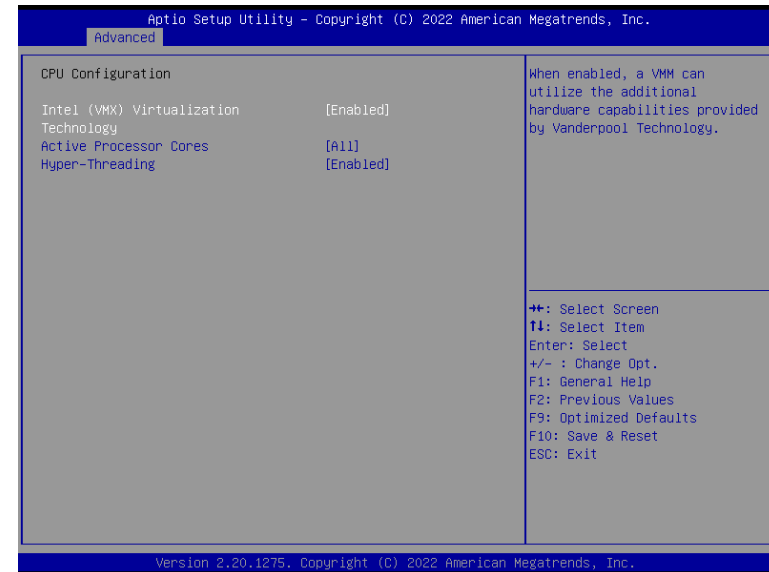 Aptio Setup Utility – Copyright (C) 2022 American Megatrends, Inc.
Advanced
CPU Configuration
Intel (VMX) Virtualization [Enabled]
Technology
Active Processor Cores [All]
Hyper-Threading [Enabled]
When enabled, a VMM can
utilize the additional
hardware capabilities provided
by Vanderpool Technology.
→←: Select Screen
↑↓: Select Item
Enter: Select
+/- : Change Opt.
F1: General Help
F2: Previous Values
F9: Optimized Defaults
F10: Save & Reset
ESC: Exit
Version 2.20.1275. Copyright (C) 2022 American Megatrends, Inc.